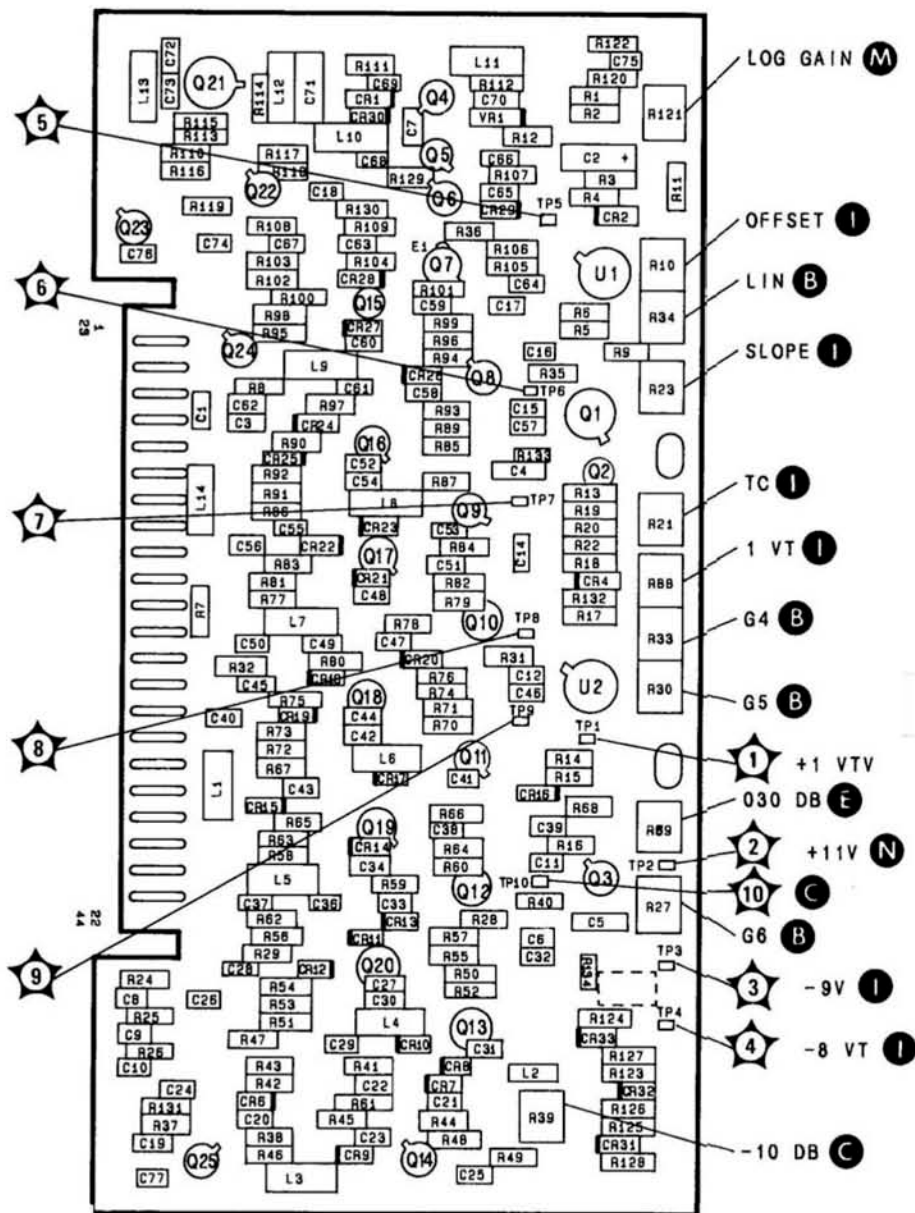 R122
C75
R120
R1
R2
R121
LOG GAIN M
L13
C72
C73
Q21
R114
L12
C71
R111
C69
CR1
CR30
L10
Q4
C7
L11
R112
C70
VR1
R12
5
R115
R113
R110
R116
R117
R118
C68
R129
Q5
Q6
C66
R107
C65
CR29
C2 +
R3
R4
CR2
R11
TP5
Q22
C18
R119
R130
Q23
C76
C74
R108
C67
R103
R102
R109
C63
R104
CR28
R36
E1
Q7
R106
R105
C64
U1
R10
OFFSET I
6
R100
Q15
R101
C59
C17
R34
LIN B
1
23
R98
R95
CR27
C60
R99
R96
R94
R6
R5
Q24
L9
CR26
C58
Q8
C16
R35
R9
R23
SLOPE I
TP6
C1
R8
C62
C3
C61
R97
CR24
R93
R89
R85
C15
C57
Q1
R90
CR25
Q16
C52
C54
R133
C4
Q2
L14
R92
R91
R86
R87
L8
7
TP7
Q9
R13
R19
R20
R22
R18
CR4
R132
R17
R21
TC I
C55
CR23
C53
C56
CR22
Q17
R84
C51
C14
R83
R81
R77
CR21
C48
R82
R79
R88
1 VT I
R7
L7
R78
Q10
TP8
R33
G4 B
C50
C49
C47
R32
R80
CR18
C45
CR20
R31
R76
R74
R71
R70
C12
C46
U2
R30
G5 B
8
C40
R75
CR19
Q18
C44
C42
TP9
TP1
R73
R72
R67
L6
CR17
Q11
C41
R14
R15
CR16
1 +1 VTV
L1
C43
CR15
R65
R63
R58
Q19
CR14
C34
R66
C38
R64
R60
R68
C39
R16
C11
R69
030 DB E
TP2
2 +11V N
L5
R59
Q12
TP10
Q3
10 C
C37
C36
C33
R40
R62
CR13
R28
C5
R27
G6 B
22
44
R56
R29
CR11
R57
R55
C6
C32
9
C28
CR12
Q20
R50
R52
R134
TP3
3 -9V I
R24
C8
R25
C9
R26
C10
C26
R54
R53
R51
C27
C30
L4
Q13
R124
TP4
4 -8 VT I
R47
C29
CR10
C31
CR33
R43
R42
CR6
C20
R38
R46
R41
C22
R61
R45
C23
CR9
CR8
CR7
C21
R44
R48
L2
R39
R127
R123
CR32
R126
R125
CR31
R128
-10 DB C
C24
R131
R37
C19
C77
Q25
L3
Q14
R49
C25